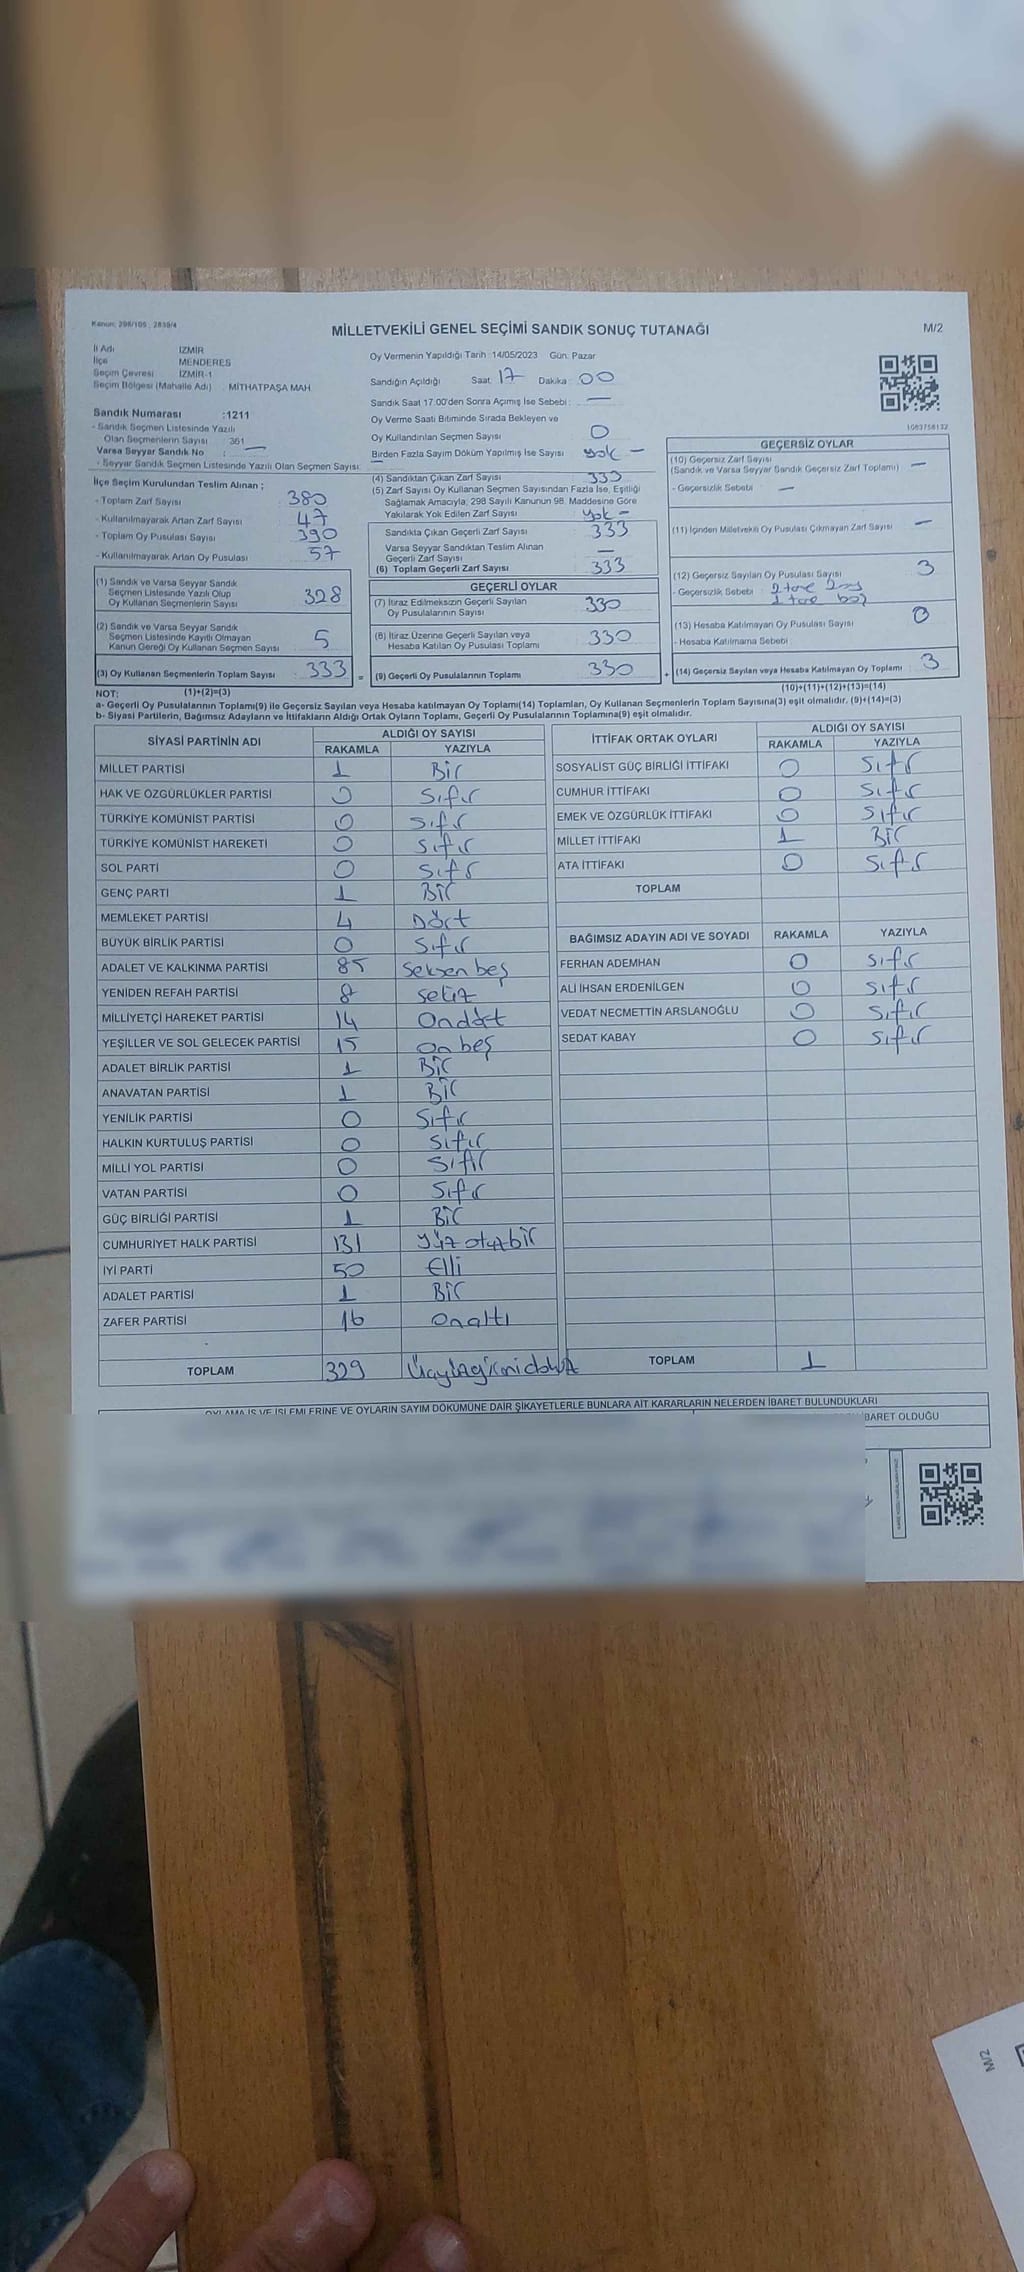 Kanun: 298/105 ; 2839/4
MİLLETVEKİLİ GENEL SEÇİMİ SANDIK SONUÇ TUTANAĞI
M/2
İl Adı İZMİR
İlçe MENDERES
Seçim Çevresi İZMİR-1
Seçim Bölgesi (Mahalle Adı) MİTHATPAŞA MAH
Sandık Numarası :1211
- Sandık Seçmen Listesinde Yazılı
Olan Seçmenlerin Sayısı 361
Varsa Seyyar Sandık No : —
- Seyyar Sandık Seçmen Listesinde Yazılı Olan Seçmen Sayısı:
Oy Vermenin Yapıldığı Tarih : 14/05/2023 Gün: Pazar
Sandığın Açıldığı Saat: 17 Dakika : 00
Sandık Saat 17.00'den Sonra Açımış İse Sebebi : —
Oy Verme Saati Bitiminde Sırada Bekleyen ve
Oy Kullandırılan Seçmen Sayısı 0
Birden Fazla Sayım Döküm Yapılmış İse Sayısı yok -
1083758132
İlçe Seçim Kurulundan Teslim Alınan ;
- Toplam Zarf Sayısı 380
- Kullanılmayarak Artan Zarf Sayısı 47
- Toplam Oy Pusulası Sayısı 390
- Kullanılmayarak Artan Oy Pusulası 57
(1) Sandık ve Varsa Seyyar Sandık
Seçmen Listesinde Yazılı Olup
Oy Kullanan Seçmenlerin Sayısı 328
(2) Sandık ve Varsa Seyyar Sandık
Seçmen Listesinde Kayıtlı Olmayan
Kanun Gereği Oy Kullanan Seçmen Sayısı 5
(3) Oy Kullanan Seçmenlerin Toplam Sayısı : 333 =
(4) Sandıktan Çıkan Zarf Sayısı 333
(5) Zarf Sayısı Oy Kullanan Seçmen Sayısından Fazla İse, Eşitliği
Sağlamak Amacıyla, 298 Sayılı Kanunun 98. Maddesine Göre
Yakılarak Yok Edilen Zarf Sayısı yok -
Sandıkta Çıkan Geçerli Zarf Sayısı 333
Varsa Seyyar Sandıktan Teslim Alınan
Geçerli Zarf Sayısı —
(6) Toplam Geçerli Zarf Sayısı 333
GEÇERLİ OYLAR
(7) İtiraz Edilmeksizin Geçerli Sayılan
Oy Pusulalarının Sayısı 330
(8) İtiraz Üzerine Geçerli Sayılan veya
Hesaba Katılan Oy Pusulası Toplamı 330
(9) Geçerli Oy Pusulalarının Toplamı 330 +
GEÇERSİZ OYLAR
(10) Geçersiz Zarf Sayısı
(Sandık ve Varsa Seyyar Sandık Geçersiz Zarf Toplamı) —
- Geçersizlik Sebebi : —
(11) İçinden Milletvekili Oy Pusulası Çıkmayan Zarf Sayısı —
(12) Geçersiz Sayılan Oy Pusulası Sayısı 3
- Geçersizlik Sebebi : 2 tane
1 tane boş
(13) Hesaba Katılmayan Oy Pusulası Sayısı 0
- Hesaba Katılmama Sebebi
(14) Geçersiz Sayılan veya Hesaba Katılmayan Oy Toplamı : 3
NOT: (1)+(2)=(3) (10)+(11)+(12)+(13)=(14)
a- Geçerli Oy Pusulalarının Toplamı(9) ile Geçersiz Sayılan veya Hesaba katılmayan Oy Toplamı(14) Toplamları, Oy Kullanan Seçmenlerin Toplam Sayısına(3) eşit olmalıdır. (9)+(14)=(3)
b- Siyasi Partilerin, Bağımsız Adayların ve İttifakların Aldığı Ortak Oyların Toplamı, Geçerli Oy Pusulalarının Toplamına(9) eşit olmalıdır.
SİYASİ PARTİNİN ADI ALDIĞI OY SAYISI
RAKAMLA YAZIYLA
MİLLET PARTİSİ 1 Bir
HAK VE ÖZGÜRLÜKLER PARTİSİ 0 Sıfır
TÜRKİYE KOMÜNİST PARTİSİ 0 Sıfır
TÜRKİYE KOMÜNİST HAREKETİ 0 Sıfır
SOL PARTİ 0 Sıfır
GENÇ PARTİ 1 Bir
MEMLEKET PARTİSİ 4 Dört
BÜYÜK BİRLİK PARTİSİ 0 Sıfır
ADALET VE KALKINMA PARTİSİ 85 Seksen beş
YENİDEN REFAH PARTİSİ 8 Sekiz
MİLLİYETÇİ HAREKET PARTİSİ 14 Ondört
YEŞİLLER VE SOL GELECEK PARTİSİ 15 On beş
ADALET BİRLİK PARTİSİ 1 Bir
ANAVATAN PARTİSİ 1 Bir
YENİLİK PARTİSİ 0 Sıfır
HALKIN KURTULUŞ PARTİSİ 0 Sıfır
MİLLİ YOL PARTİSİ 0 Sıfır
VATAN PARTİSİ 0 Sıfır
GÜÇ BİRLİĞİ PARTİSİ 1 Bir
CUMHURİYET HALK PARTİSİ 131 Yüz otuzbir
İYİ PARTİ 50 Elli
ADALET PARTİSİ 1 Bir
ZAFER PARTİSİ 16 Onaltı
TOPLAM 329 Üçyüzyirmidokuz
İTTİFAK ORTAK OYLARI ALDIĞI OY SAYISI
RAKAMLA YAZIYLA
SOSYALİST GÜÇ BİRLİĞİ İTTİFAKI 0 Sıfır
CUMHUR İTTİFAKI 0 Sıfır
EMEK VE ÖZGÜRLÜK İTTİFAKI 0 Sıfır
MİLLET İTTİFAKI 1 Bir
ATA İTTİFAKI 0 Sıfır
TOPLAM
BAĞIMSIZ ADAYIN ADI VE SOYADI RAKAMLA YAZIYLA
FERHAN ADEMHAN 0 Sıfır
ALİ İHSAN ERDENİLGEN 0 Sıfır
VEDAT NECMETTİN ARSLANOĞLU 0 Sıfır
SEDAT KABAY 0 Sıfır
TOPLAM 1
OYLAMA İŞ VE İŞLEMLERİNE VE OYLARIN SAYIM DÖKÜMÜNE DAİR ŞİKAYETLERLE BUNLARA AİT KARARLARIN NELERDEN İBARET BULUNDUKLARI
İBARET OLDUĞU
M/2